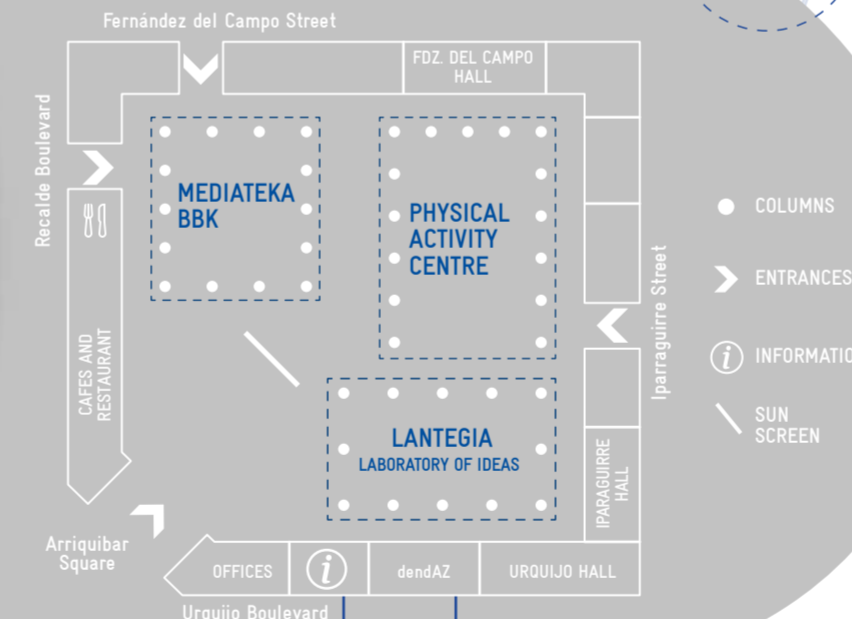 Fernández del Campo Street
FDZ. DEL CAMPO
HALL
Recalde Boulevard
MEDIATEKA
BBK
PHYSICAL
ACTIVITY
CENTRE
COLUMNS
ENTRANCES
Iparraguirre Street
INFORMATIO
CAFES AND
RESTAURANT
SUN
SCREEN
LANTEGIA
LABORATORY OF IDEAS
IPARAGUIRRE
HALL
Arriquibar
Square
OFFICES
i
dendAZ
URQUIJO HALL
Urquijo Boulevard